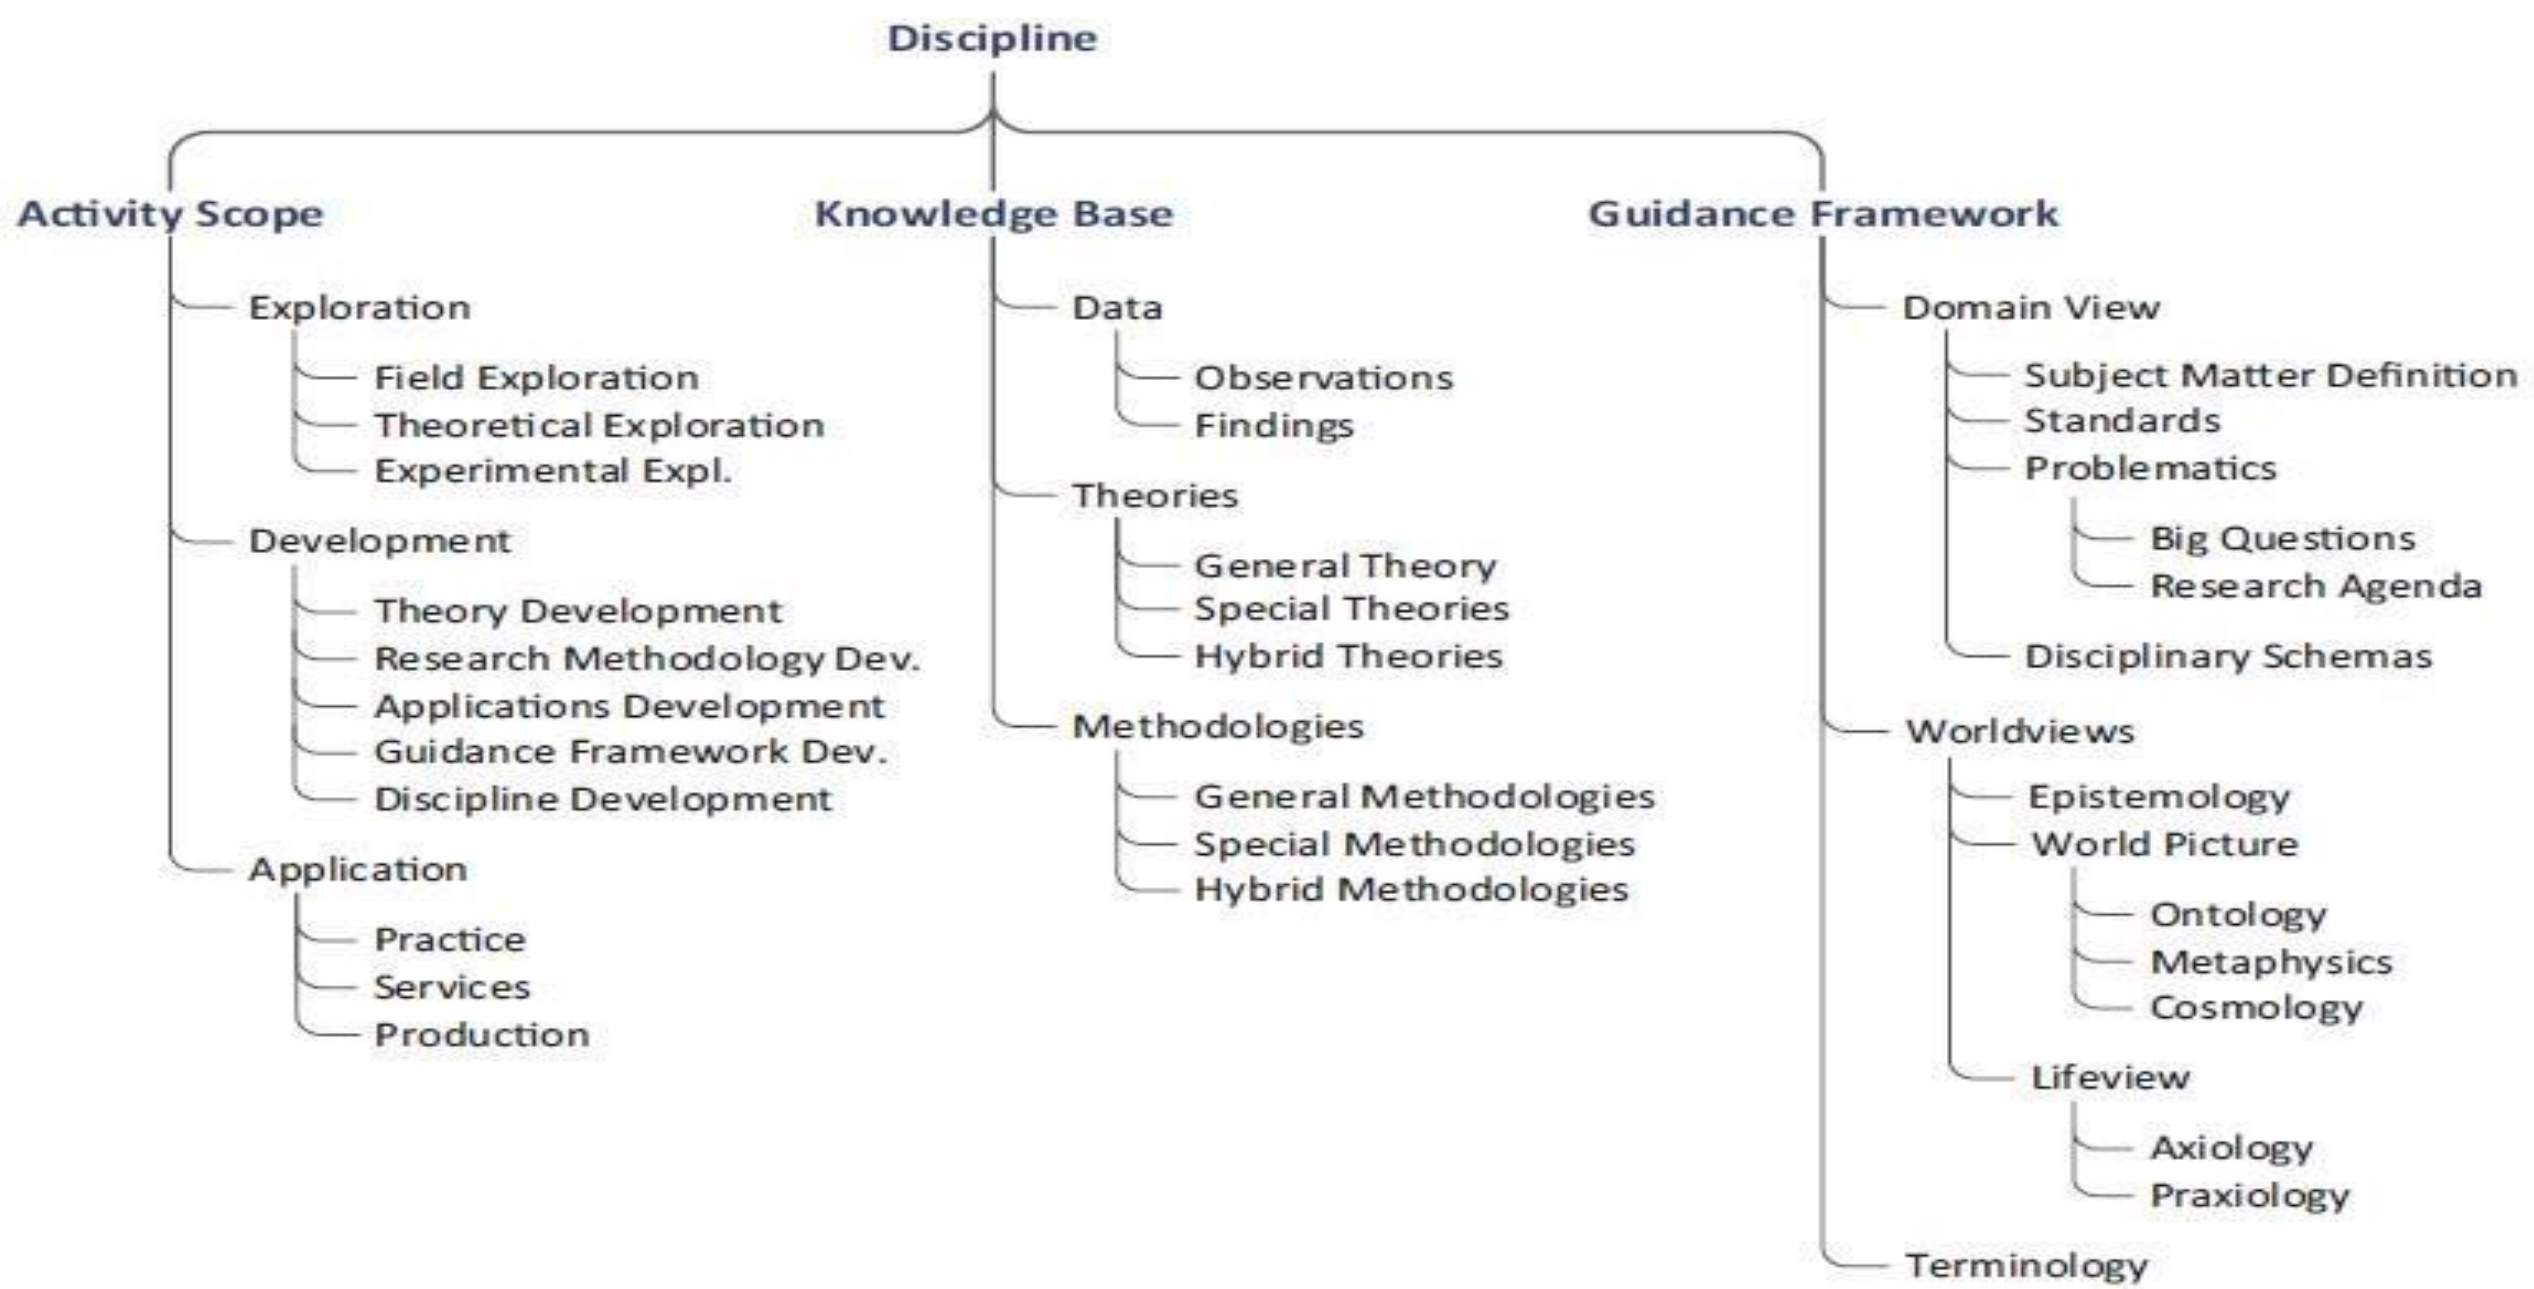 Discipline
Activity Scope
Exploration
Field Exploration
Theoretical Exploration
Experimental Expl.
Development
Theory Development
Research Methodology Dev.
Applications Development
Guidance Framework Dev.
Discipline Development
Application
Practice
Services
Production
Knowledge Base
Data
Observations
Findings
Theories
General Theory
Special Theories
Hybrid Theories
Methodologies
General Methodologies
Special Methodologies
Hybrid Methodologies
Guidance Framework
Domain View
Subject Matter Definition
Standards
Problematics
Big Questions
Research Agenda
Disciplinary Schemas
Worldviews
Epistemology
World Picture
Ontology
Metaphysics
Cosmology
Lifeview
Axiology
Praxiology
Terminology